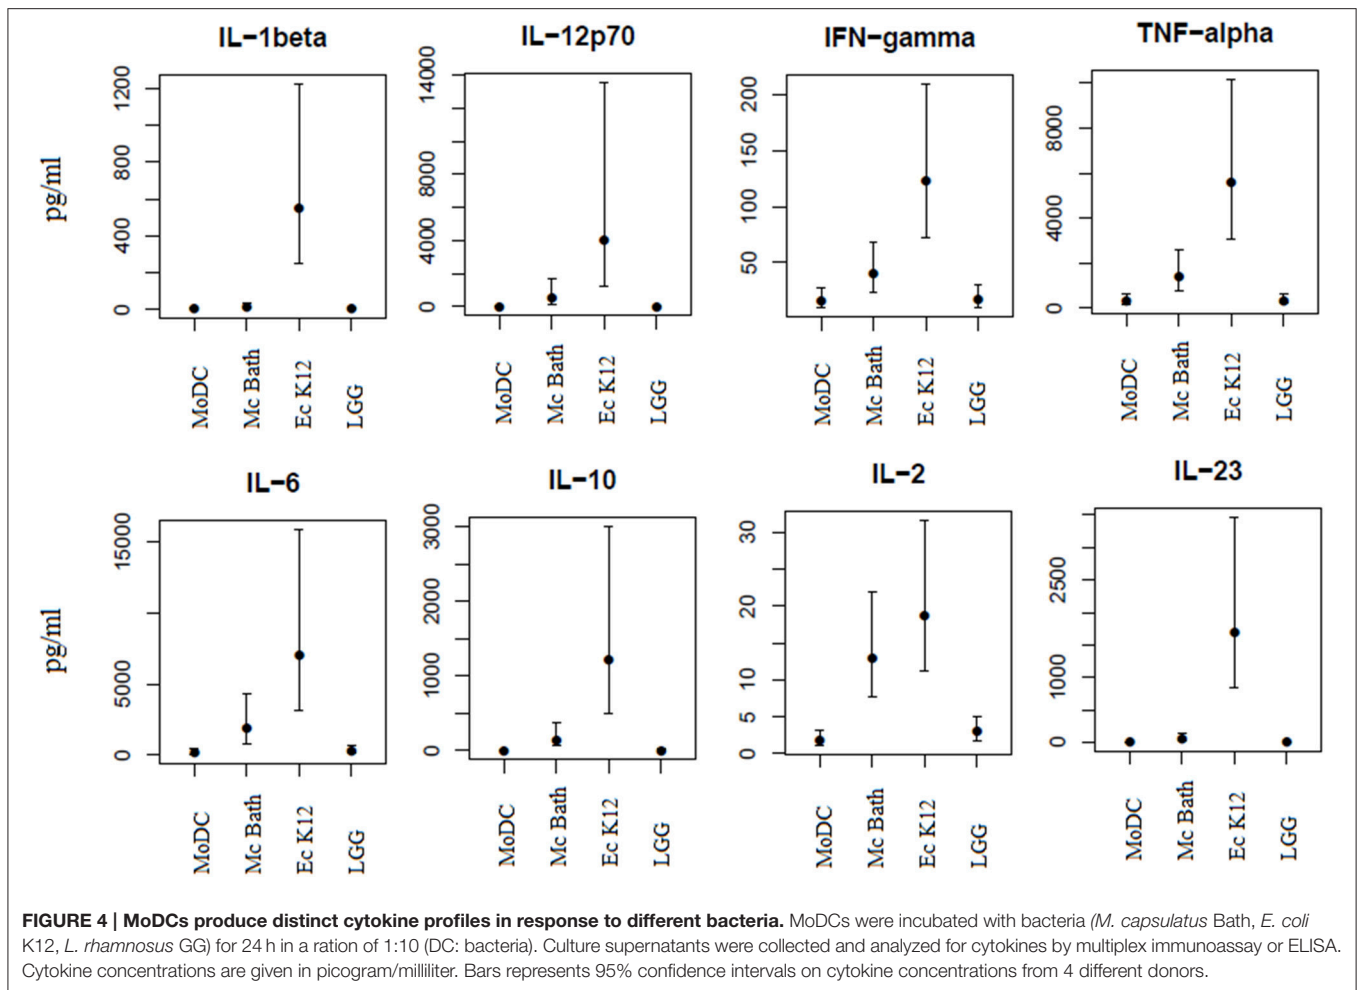 IL−1beta
pg/ml
0
400
800
1200
MoDC
Mc Bath
Ec K12
LGG
IL−12p70
0
4000
8000
14000
MoDC
Mc Bath
Ec K12
LGG
IFN−gamma
50
100
150
200
MoDC
Mc Bath
Ec K12
LGG
TNF−alpha
0
4000
8000
MoDC
Mc Bath
Ec K12
LGG
IL−6
pg/ml
0
5000
15000
MoDC
Mc Bath
Ec K12
LGG
IL−10
0
1000
2000
3000
MoDC
Mc Bath
Ec K12
LGG
IL−2
0
5
10
20
30
MoDC
Mc Bath
Ec K12
LGG
IL−23
0
1000
2500
MoDC
Mc Bath
Ec K12
LGG
FIGURE 4 | MoDCs produce distinct cytokine profiles in response to different bacteria. MoDCs were incubated with bacteria (M. capsulatus Bath, E. coli
K12, L. rhamnosus GG) for 24 h in a ration of 1:10 (DC: bacteria). Culture supernatants were collected and analyzed for cytokines by multiplex immunoassay or ELISA.
Cytokine concentrations are given in picogram/milliliter. Bars represents 95% confidence intervals on cytokine concentrations from 4 different donors.